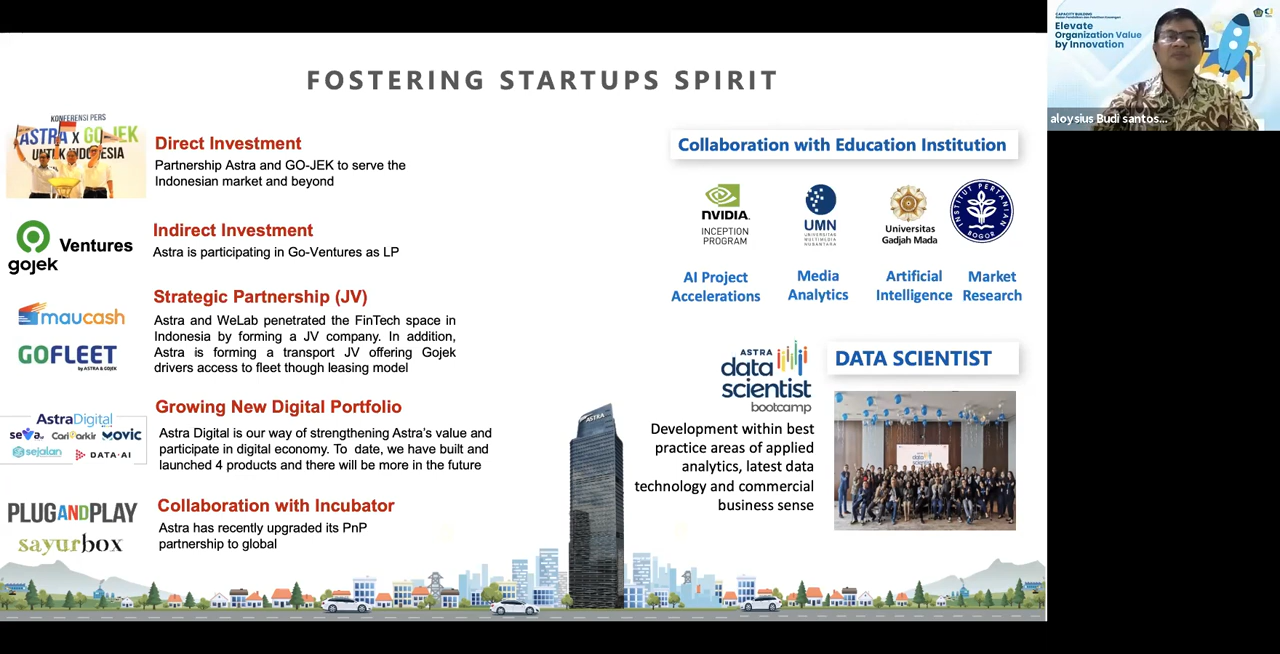 FOSTERING STARTUPS SPIRIT
KONFERENSI PERS
ASTRA X GO-JEK
UNTUK INDONESIA
Direct Investment
Partnership Astra and GO-JEK to serve the
Indonesian market and beyond
gojek
Ventures
Indirect Investment
Astra is participating in Go-Ventures as LP
maucash
GOFLEET
by ASTRA & GOJEK
Strategic Partnership (JV)
Astra and WeLab penetrated the FinTech space in
Indonesia by forming a JV company. In addition,
Astra is forming a transport JV offering Gojek
drivers access to fleet though leasing model
AstraDigital
seva.
CariParkir
movic
sejalan
DATA·AI
Growing New Digital Portfolio
Astra Digital is our way of strengthening Astra's value and
participate in digital economy. To date, we have built and
launched 4 products and there will be more in the future
PLUGANDPLAY
sayurbox
Collaboration with Incubator
Astra has recently upgraded its PnP
partnership to global
ASTRA
Collaboration with Education Institution
NVIDIA.
INCEPTION
PROGRAM
UMN
UNIVERSITAS
MULTIMEDIA
NUSANTARA
Universitas
Gadjah Mada
INSTITUT PERTANIAN
BOGOR
AI Project
Accelerations
Media
Analytics
Artificial
Intelligence
Market
Research
ASTRA
data
scientist
bootcamp
DATA SCIENTIST
Development within best
practice areas of applied
analytics, latest data
technology and commercial
business sense
data
scientist
CAPACITY BUILDING
Badan Pendidikan dan Pelatihan Keuangan
Elevate
Organization Value
by Innovation
aloysius Budi santos...